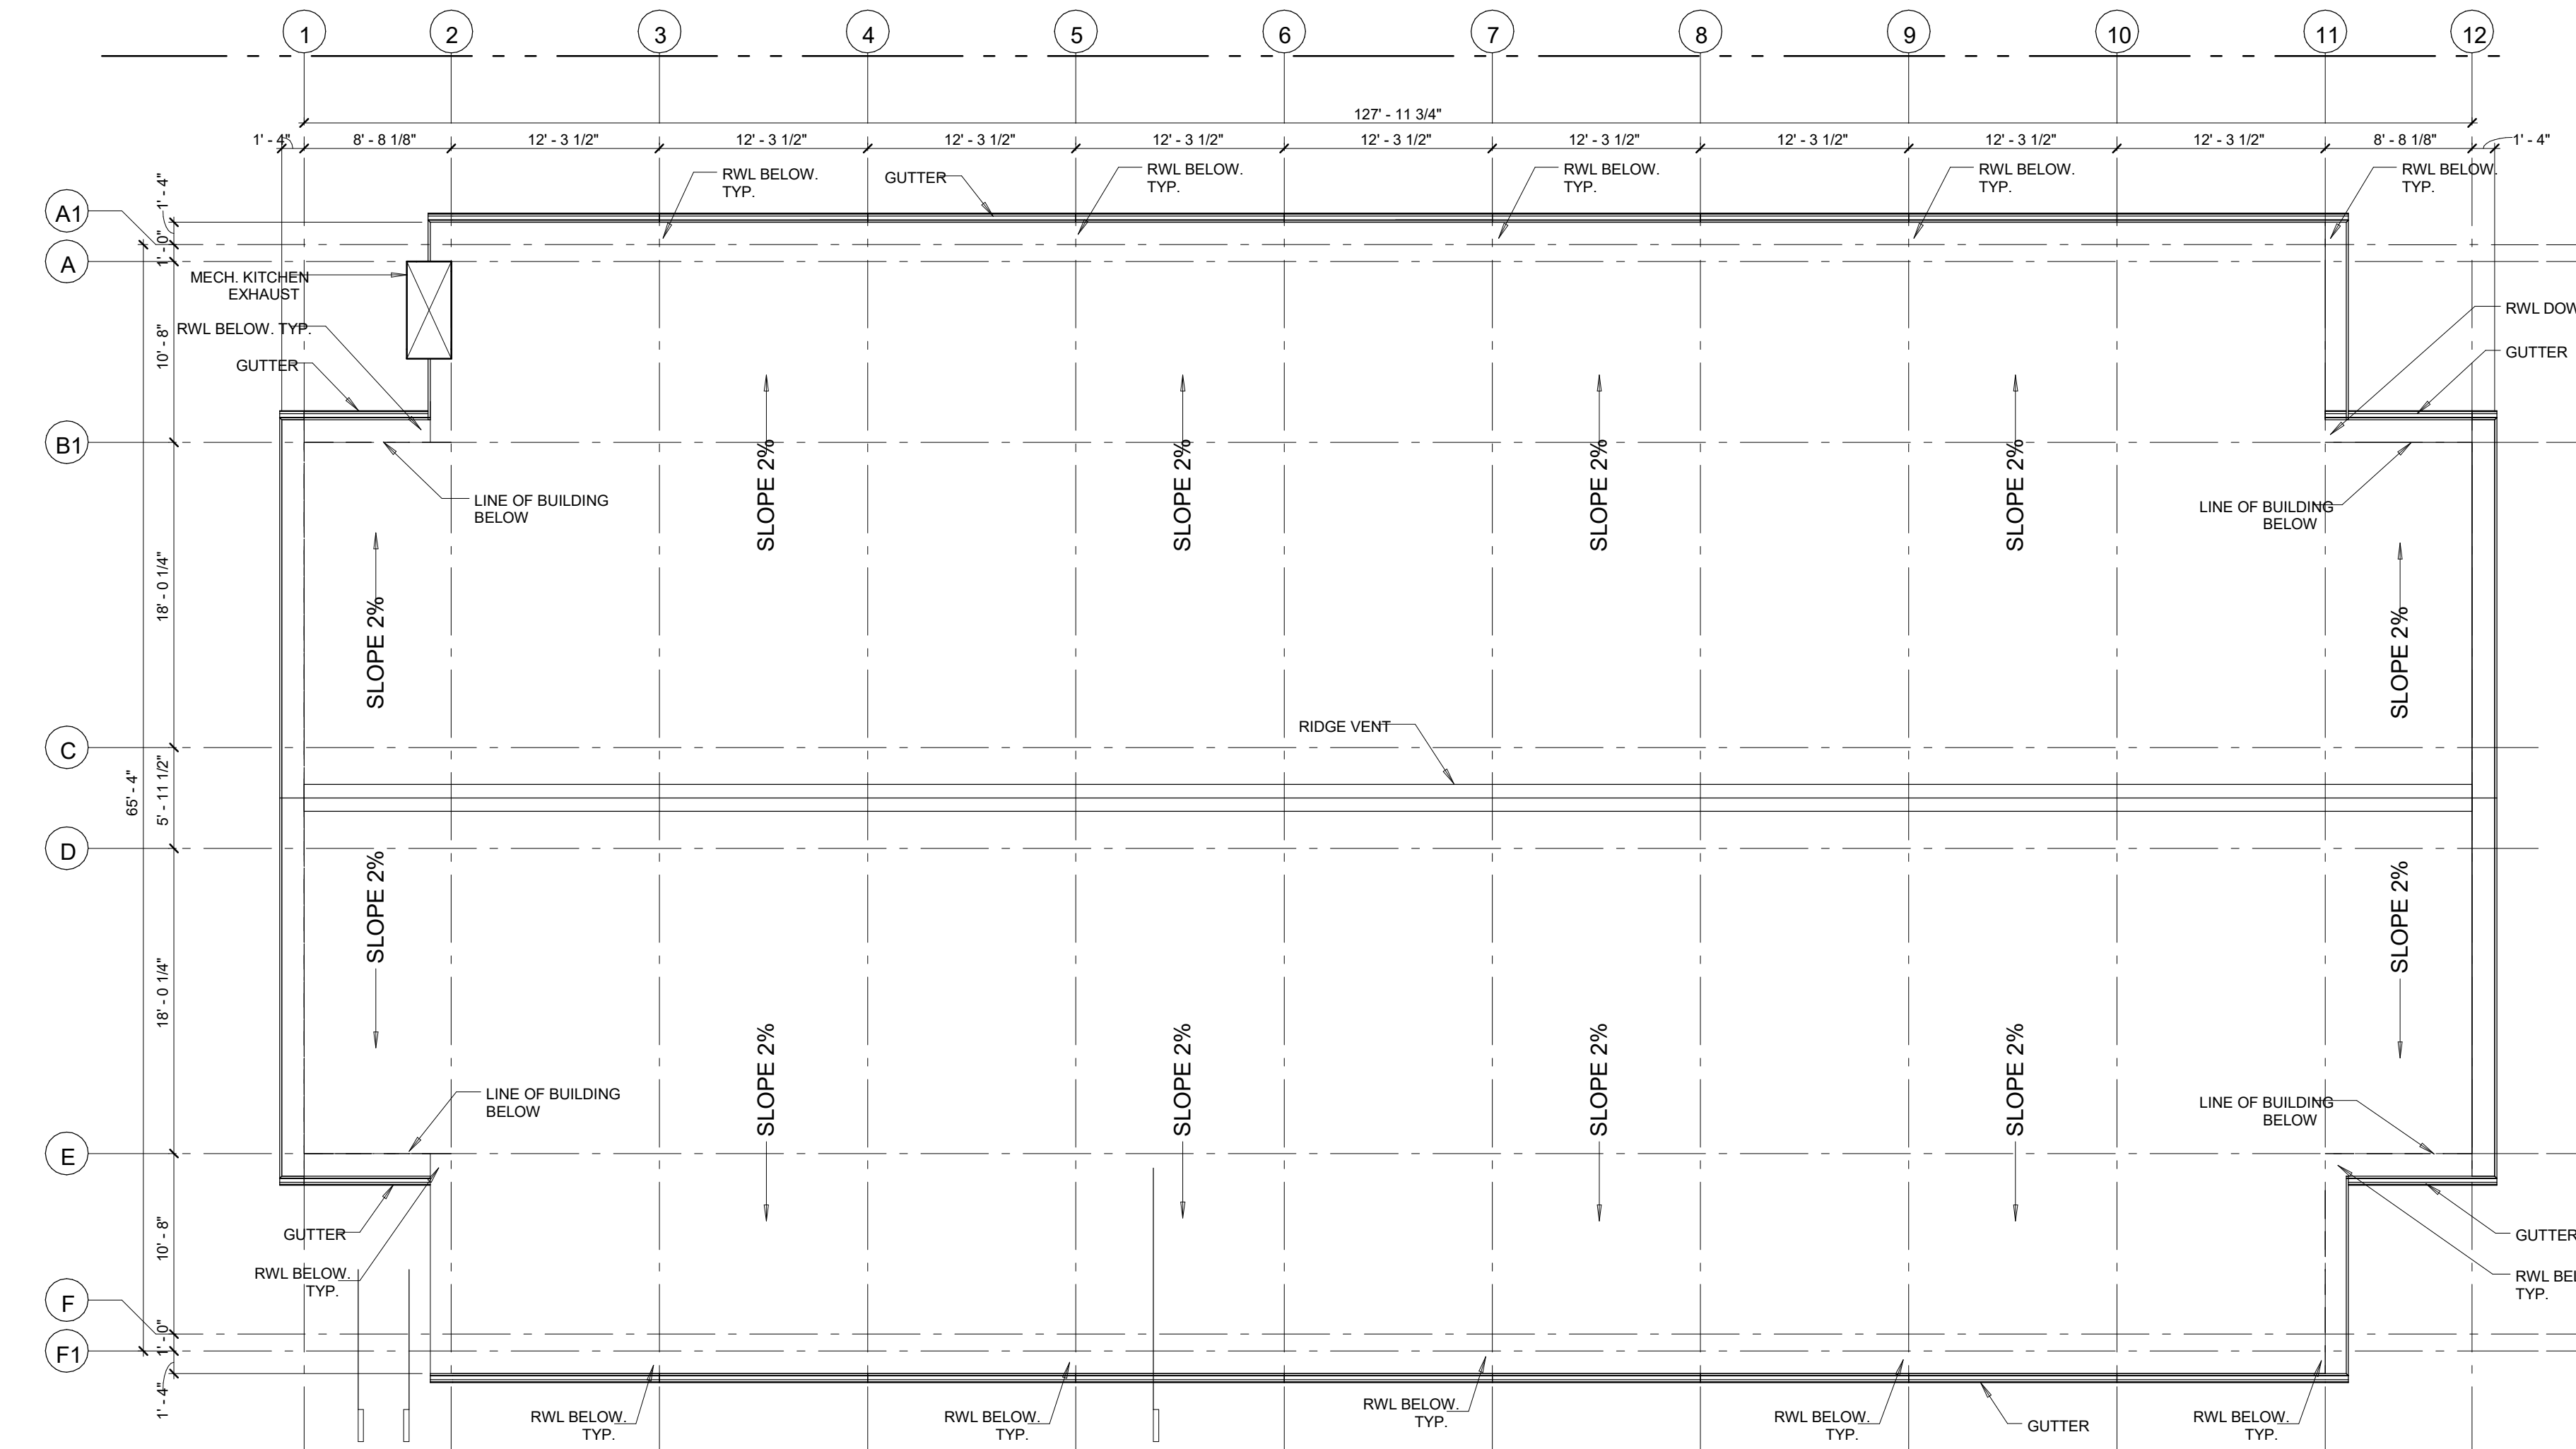 1 2 3 4 5 6 7 8 9 10 11 12
127' - 11 3/4"
1' - 4" 8' - 8 1/8" 12' - 3 1/2" 12' - 3 1/2" 12' - 3 1/2" 12' - 3 1/2" 12' - 3 1/2" 12' - 3 1/2" 12' - 3 1/2" 12' - 3 1/2" 12' - 3 1/2" 8' - 8 1/8" 1' - 4"
RWL BELOW.
TYP.
GUTTER
RWL BELOW.
TYP.
RWL BELOW.
TYP.
RWL BELOW.
TYP.
RWL BELOW.
TYP.
1' - 4"
A1
1' - 0"
A
MECH. KITCHEN
EXHAUST
RWL BELOW. TYP.
GUTTER
10' - 8"
RWL DOW
GUTTER
B1
LINE OF BUILDING
BELOW
SLOPE 2%
SLOPE 2%
SLOPE 2%
SLOPE 2%
LINE OF BUILDING
BELOW
18' - 0 1/4"
SLOPE 2%
SLOPE 2%
RIDGE VENT
C
65' - 4"
5' - 11 1/2"
D
SLOPE 2%
SLOPE 2%
18' - 0 1/4"
SLOPE 2%
SLOPE 2%
SLOPE 2%
SLOPE 2%
LINE OF BUILDING
BELOW
LINE OF BUILDING
BELOW
E
GUTTER
GUTTER
10' - 8"
RWL BELOW.
TYP.
RWL BEL
TYP.
F
1' - 0"
F1
1' - 4"
RWL BELOW.
TYP.
RWL BELOW.
TYP.
RWL BELOW.
TYP.
RWL BELOW.
TYP.
GUTTER
RWL BELOW.
TYP.